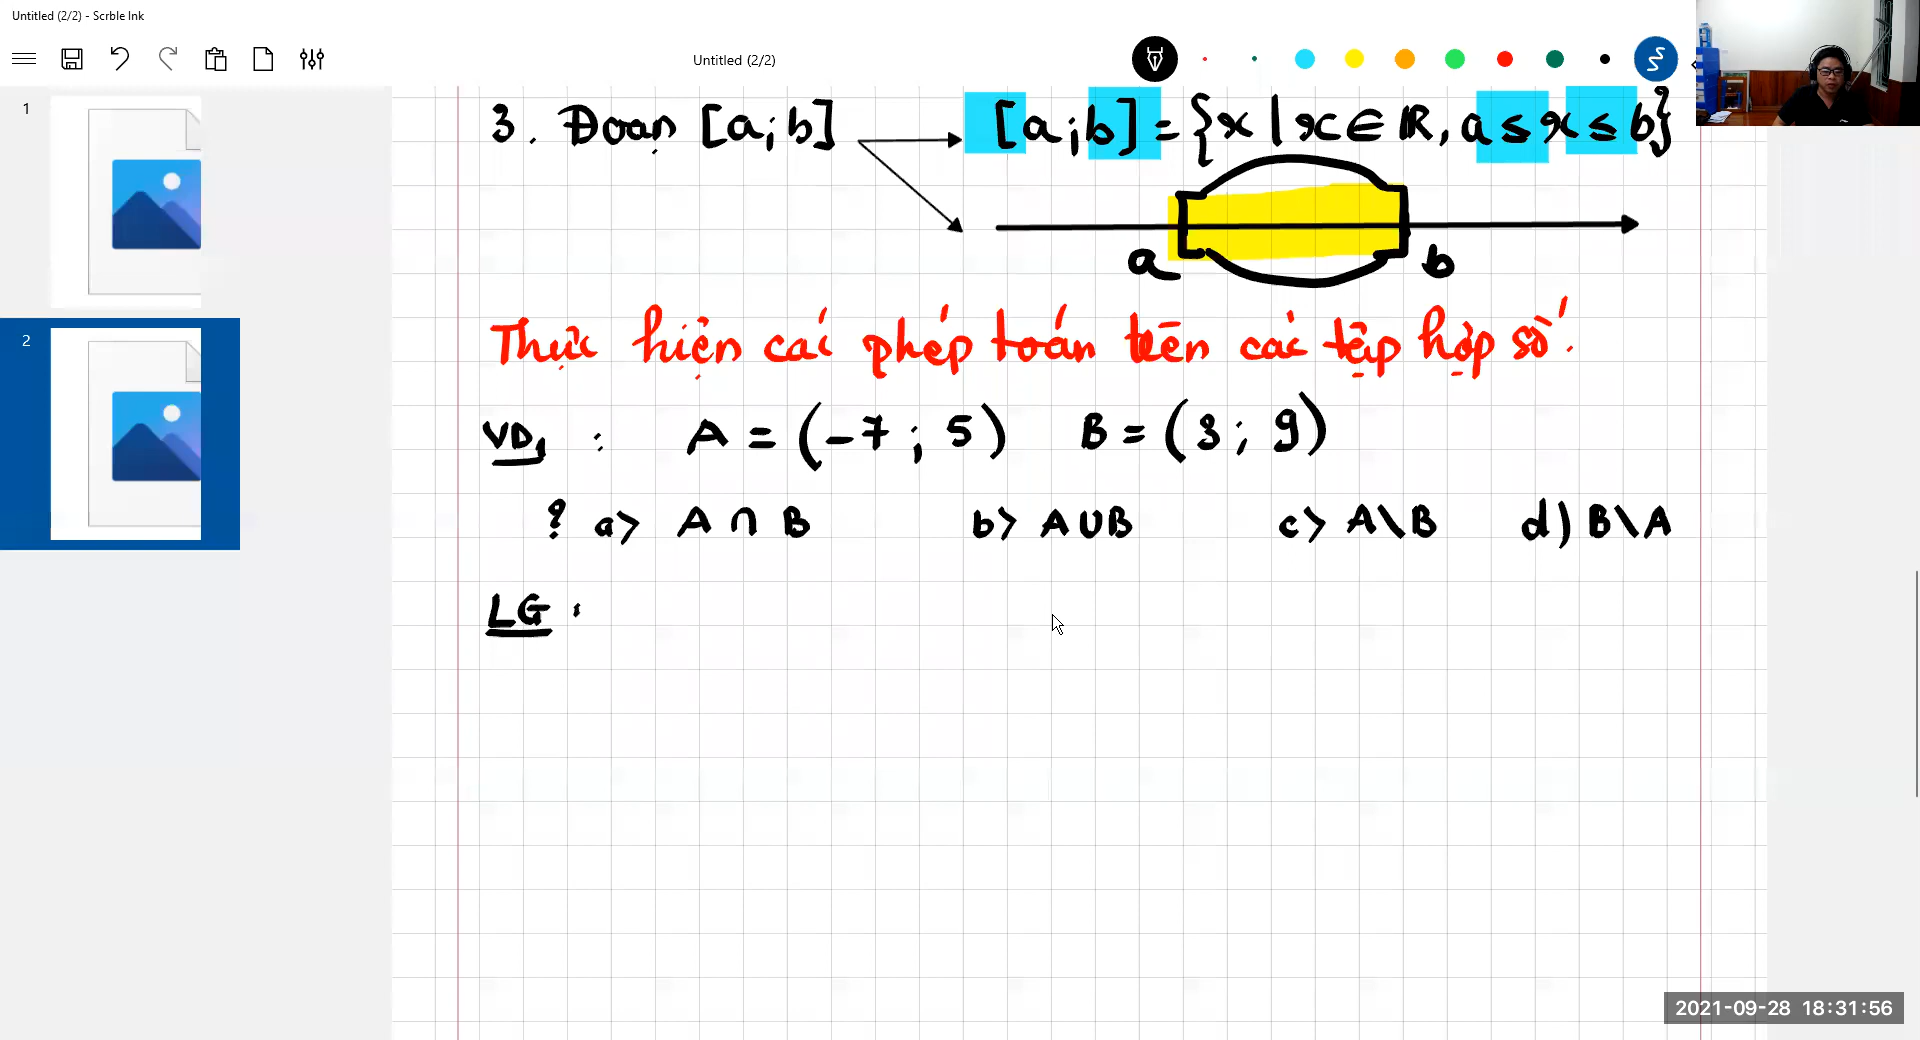 Untitled (2/2) - Scrble Ink
Untitled (2/2)
1
2
3. Đoạn [a; b]
[a; b] = {x | x ∈ R, a ≤ x ≤ b}
a b
Thực hiện các phép toán trên các tập hợp số.
VD1 : A = (-7; 5) B = (3; 9)
? a> A ∩ B b> A ∪ B c> A \ B d) B \ A
LG :
2021-09-28 18:31:56